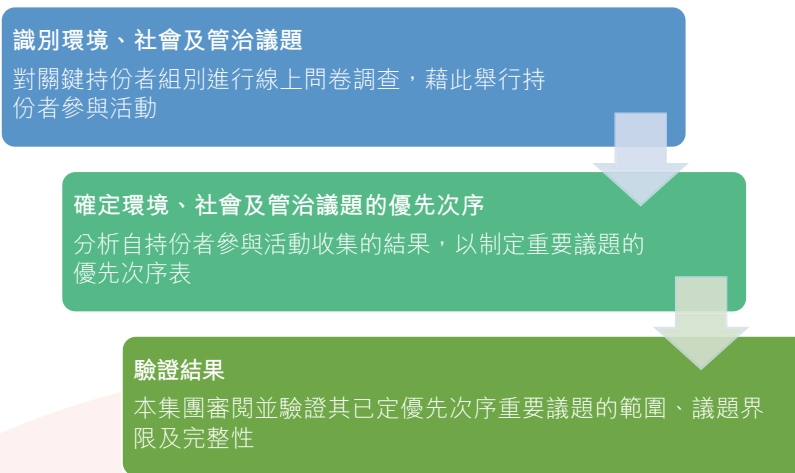 識別環境、社會及管治議題
對關鍵持份者組別進行線上問卷調查，藉此舉行持
份者參與活動
確定環境、社會及管治議題的優先次序
分析自持份者參與活動收集的結果，以制定重要議題的
優先次序表
驗證結果
本集團審閱並驗證其已定優先次序重要議題的範圍、議題界
限及完整性